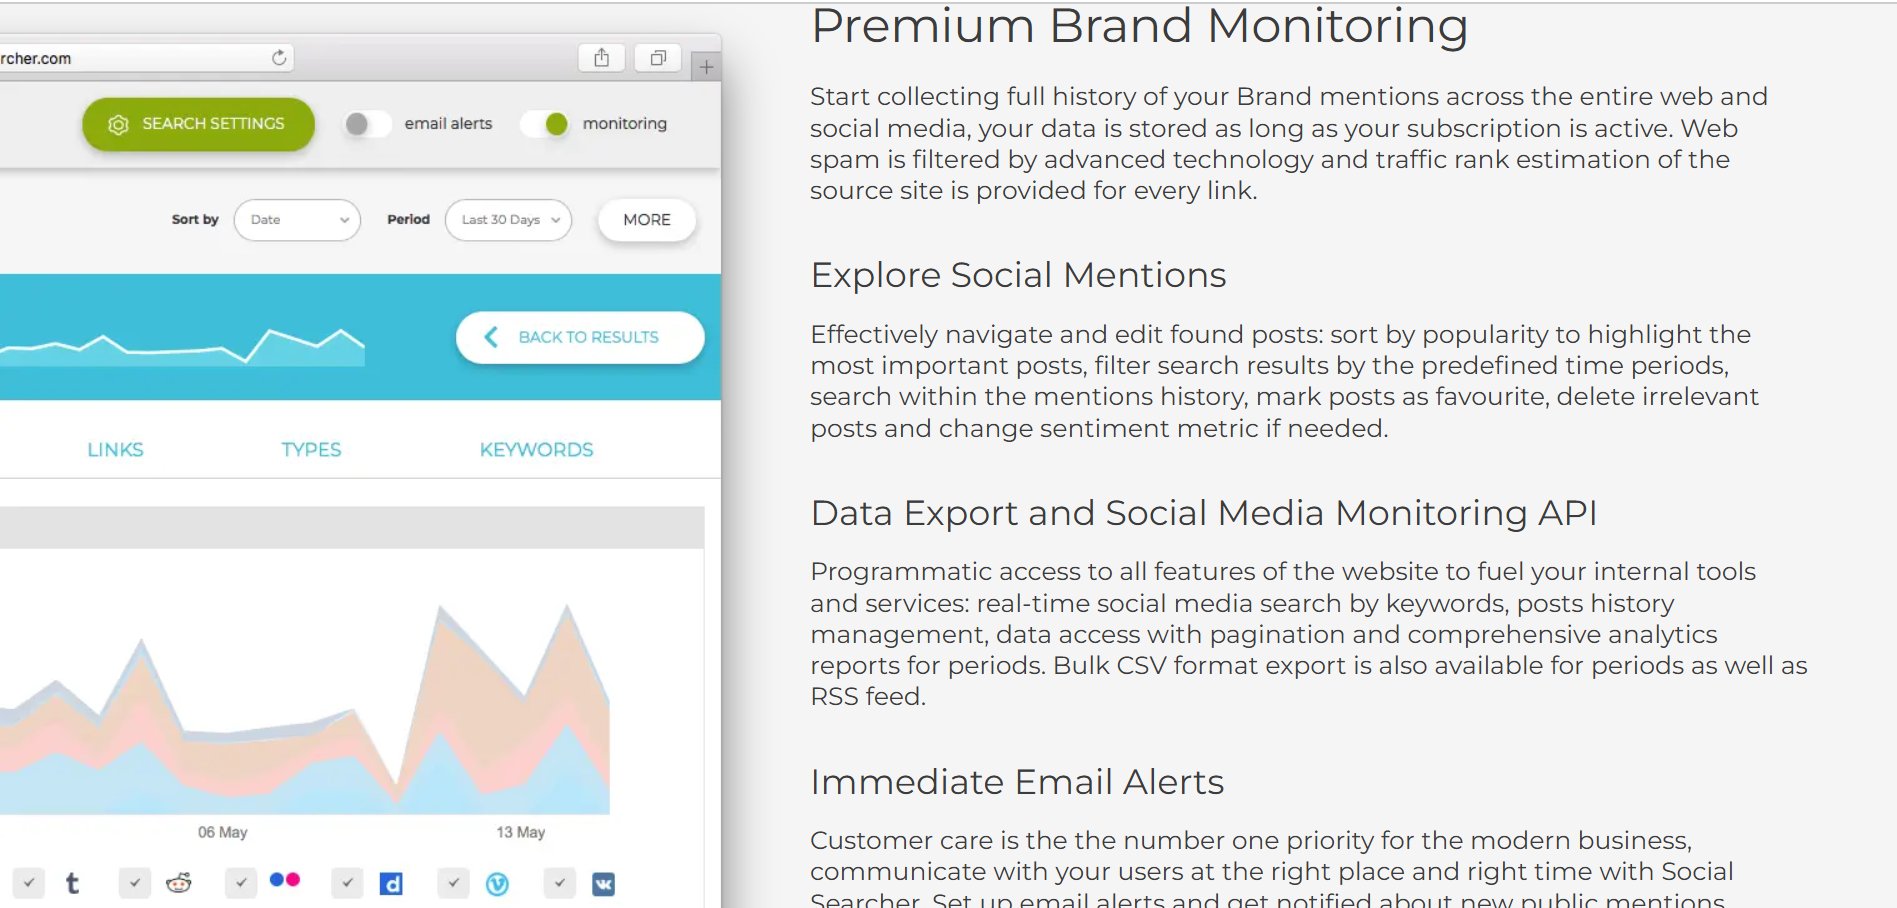 rcher.com
SEARCH SETTINGS
email alerts
monitoring
Sort by
Date
Period
Last 30 Days
MORE
BACK TO RESULTS
LINKS
TYPES
KEYWORDS
06 May
13 May
Premium Brand Monitoring
Start collecting full history of your Brand mentions across the entire web and
social media, your data is stored as long as your subscription is active. Web
spam is filtered by advanced technology and traffic rank estimation of the
source site is provided for every link.
Explore Social Mentions
Effectively navigate and edit found posts: sort by popularity to highlight the
most important posts, filter search results by the predefined time periods,
search within the mentions history, mark posts as favourite, delete irrelevant
posts and change sentiment metric if needed.
Data Export and Social Media Monitoring API
Programmatic access to all features of the website to fuel your internal tools
and services: real-time social media search by keywords, posts history
management, data access with pagination and comprehensive analytics
reports for periods. Bulk CSV format export is also available for periods as well as
RSS feed.
Immediate Email Alerts
Customer care is the the number one priority for the modern business,
communicate with your users at the right place and right time with Social
Searcher. Set up email alerts and get notified about new public mentions